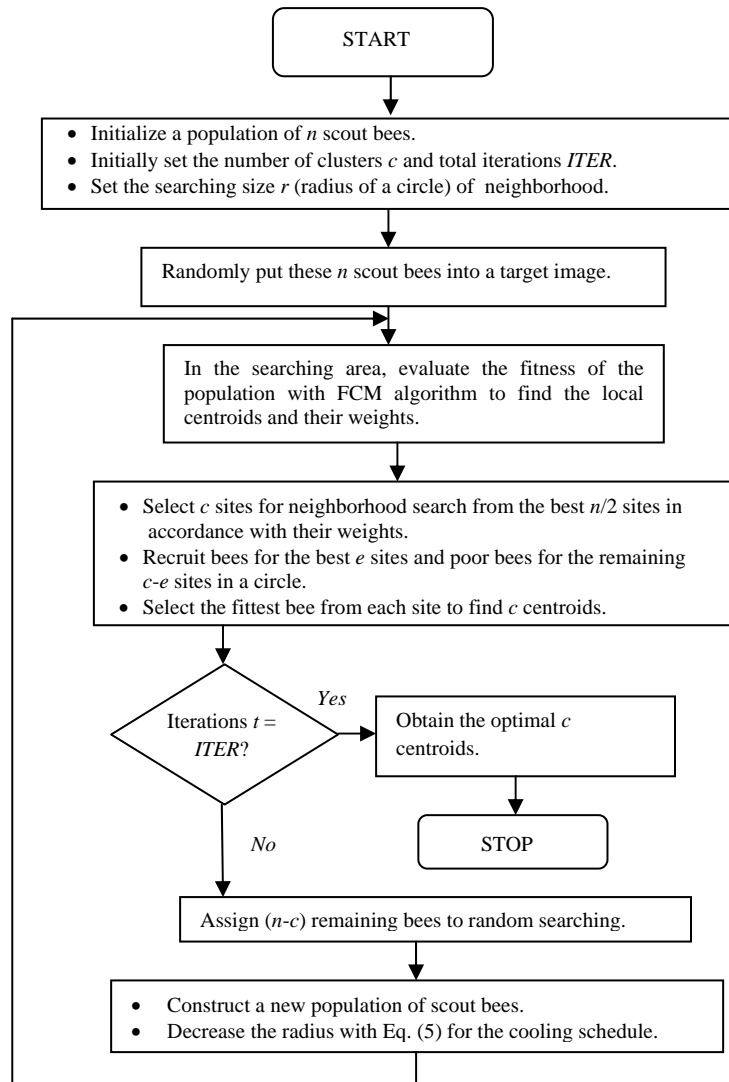 START
• Initialize a population of n scout bees.
• Initially set the number of clusters c and total iterions ITER.
• Set the searching size r (radius of a circle) of neighborhood.
Randomly put these n scout bees into a target image.
In the searching area, evaluate the fitness of the
population with FCM algorithm to find the local
centroids and their weights.
• Select c sites for neighborhood search from the best n/2 sites in
accordance with their weights.
• Recruit bees for the best e sites and poor bees for the remaining
c-e sites in a circle.
• Select the fittest bee from each site to find c centroids.
Iterions t =
ITER?
Yes
Obtain the optimal c
centroids.
STOP
No
Assign (n-c) remaining bees to random searching.
• Construct a new population of scout bees.
• Decrease the radius with Eq. (5) for the cooling schedule.